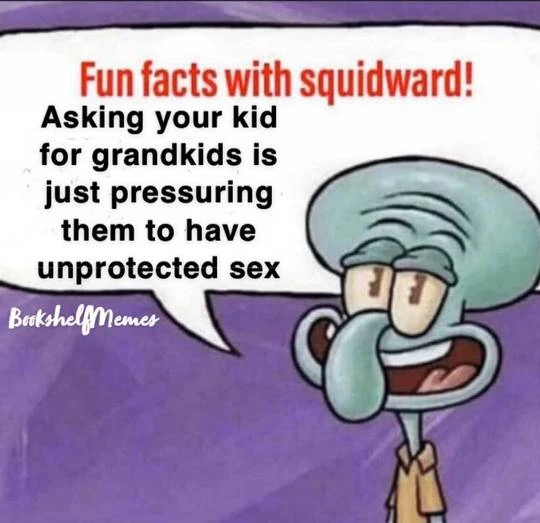 Fun facts with squidward!
Asking your kid
for grandkids is
just pressuring
them to have
unprotected sex
BookshelfMemes